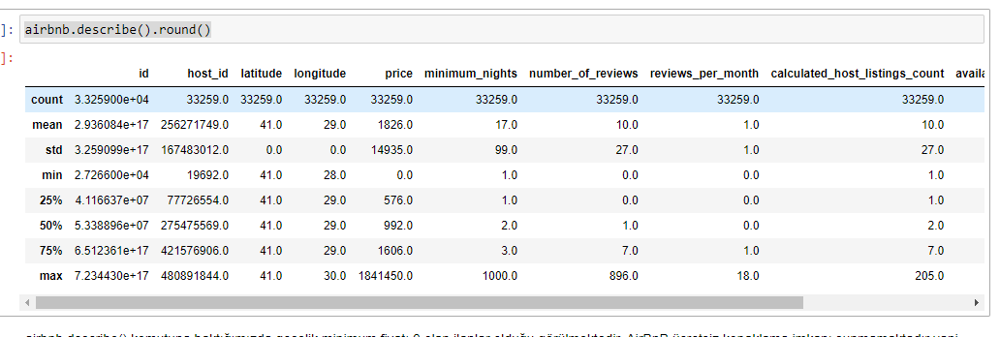 ]: airbnb.describe().round()
]:
id host_id latitude longitude price minimum_nights number_of_reviews reviews_per_month calculated_host_listings_count
count 3.325900e+04 33259.0 33259.0 33259.0 33259.0 33259.0 33259.0 33259.0 33259.0
mean 2.936084e+17 256271749.0 41.0 29.0 1826.0 17.0 10.0 1.0 10.0
std 3.259099e+17 167483012.0 0.0 0.0 14935.0 99.0 27.0 1.0 27.0
min 2.726600e+04 19692.0 41.0 28.0 0.0 1.0 0.0 0.0 1.0
25% 4.116637e+07 77726554.0 41.0 29.0 576.0 1.0 0.0 0.0 1.0
50% 5.338896e+07 275475569.0 41.0 29.0 992.0 2.0 1.0 0.0 2.0
75% 6.512361e+17 421576906.0 41.0 29.0 1606.0 3.0 7.0 1.0 7.0
max 7.234430e+17 480891844.0 41.0 30.0 1841450.0 1000.0 896.0 18.0 205.0